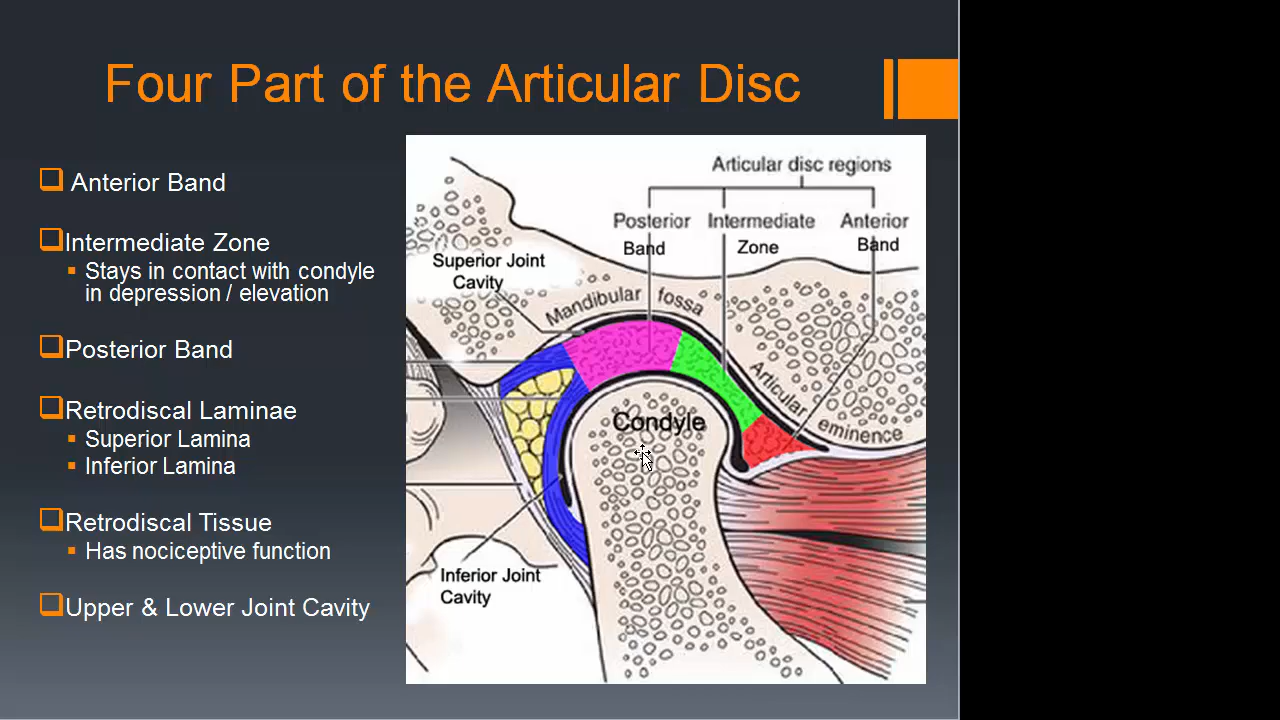 Four Part of the Articular Disc
Anterior Band
Intermediate Zone
Stays in contact with condyle
in depression / elevation
Posterior Band
Retrodiscal Laminae
Superior Lamina
Inferior Lamina
Retrodiscal Tissue
Has nociceptive function
Upper & Lower Joint Cavity
Articular disc regions
Posterior
Band
Intermediate
Zone
Anterior
Band
Superior Joint
Cavity
Mandibular fossa
Articular
eminence
Condyle
Inferior Joint
Cavity